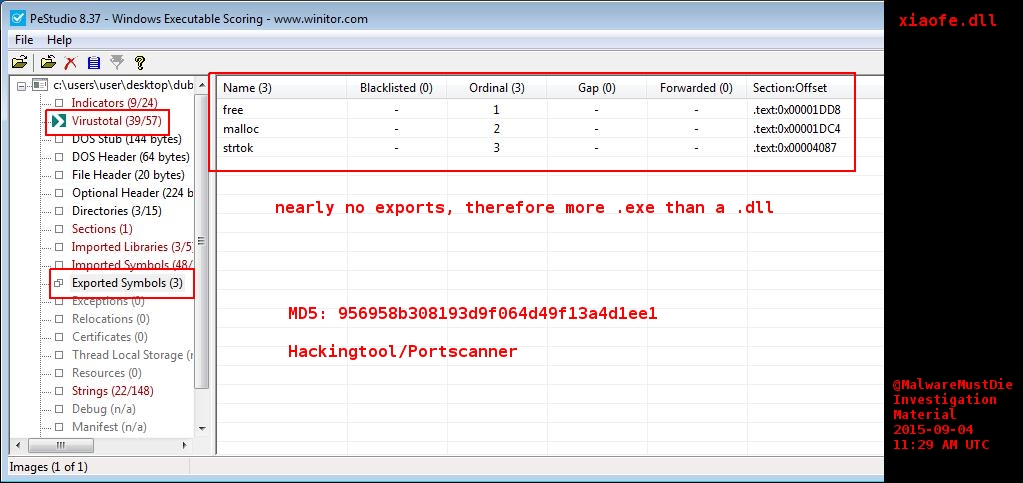 PeStudio 8.37 - Windows Executable Scoring - www.winitor.com
xiaofe.dll
File Help
c:\users\user\desktop\dub
Indicators (9/24)
Virustotal (39/57)
DOS Stub (144 bytes)
DOS Header (64 bytes)
File Header (20 bytes)
Optional Header (224 b
Directories (3/15)
Sections (1)
Imported Libraries (3/5
Imported Symbols (48/
Exported Symbols (3)
Exceptions (0)
Relocations (0)
Certificates (0)
Thread Local Storage (r
Resources (0)
Strings (22/148)
Debug (n/a)
Manifest (n/a)
Name (3) Blacklisted (0) Ordinal (3) Gap (0) Forwarded (0) Section:Offset
free - 1 - - .text:0x00001DD8
malloc - 2 - - .text:0x00001DC4
strtok - 3 - - .text:0x00004087
nearly no exports, therefore more .exe than a .dll
MD5: 956958b308193d9f064d49f13a4d1ee1
Hackingtool/Portscanner
@MalwareMustDie
Investigation
Material
2015-09-04
11:29 AM UTC
Images (1 of 1)